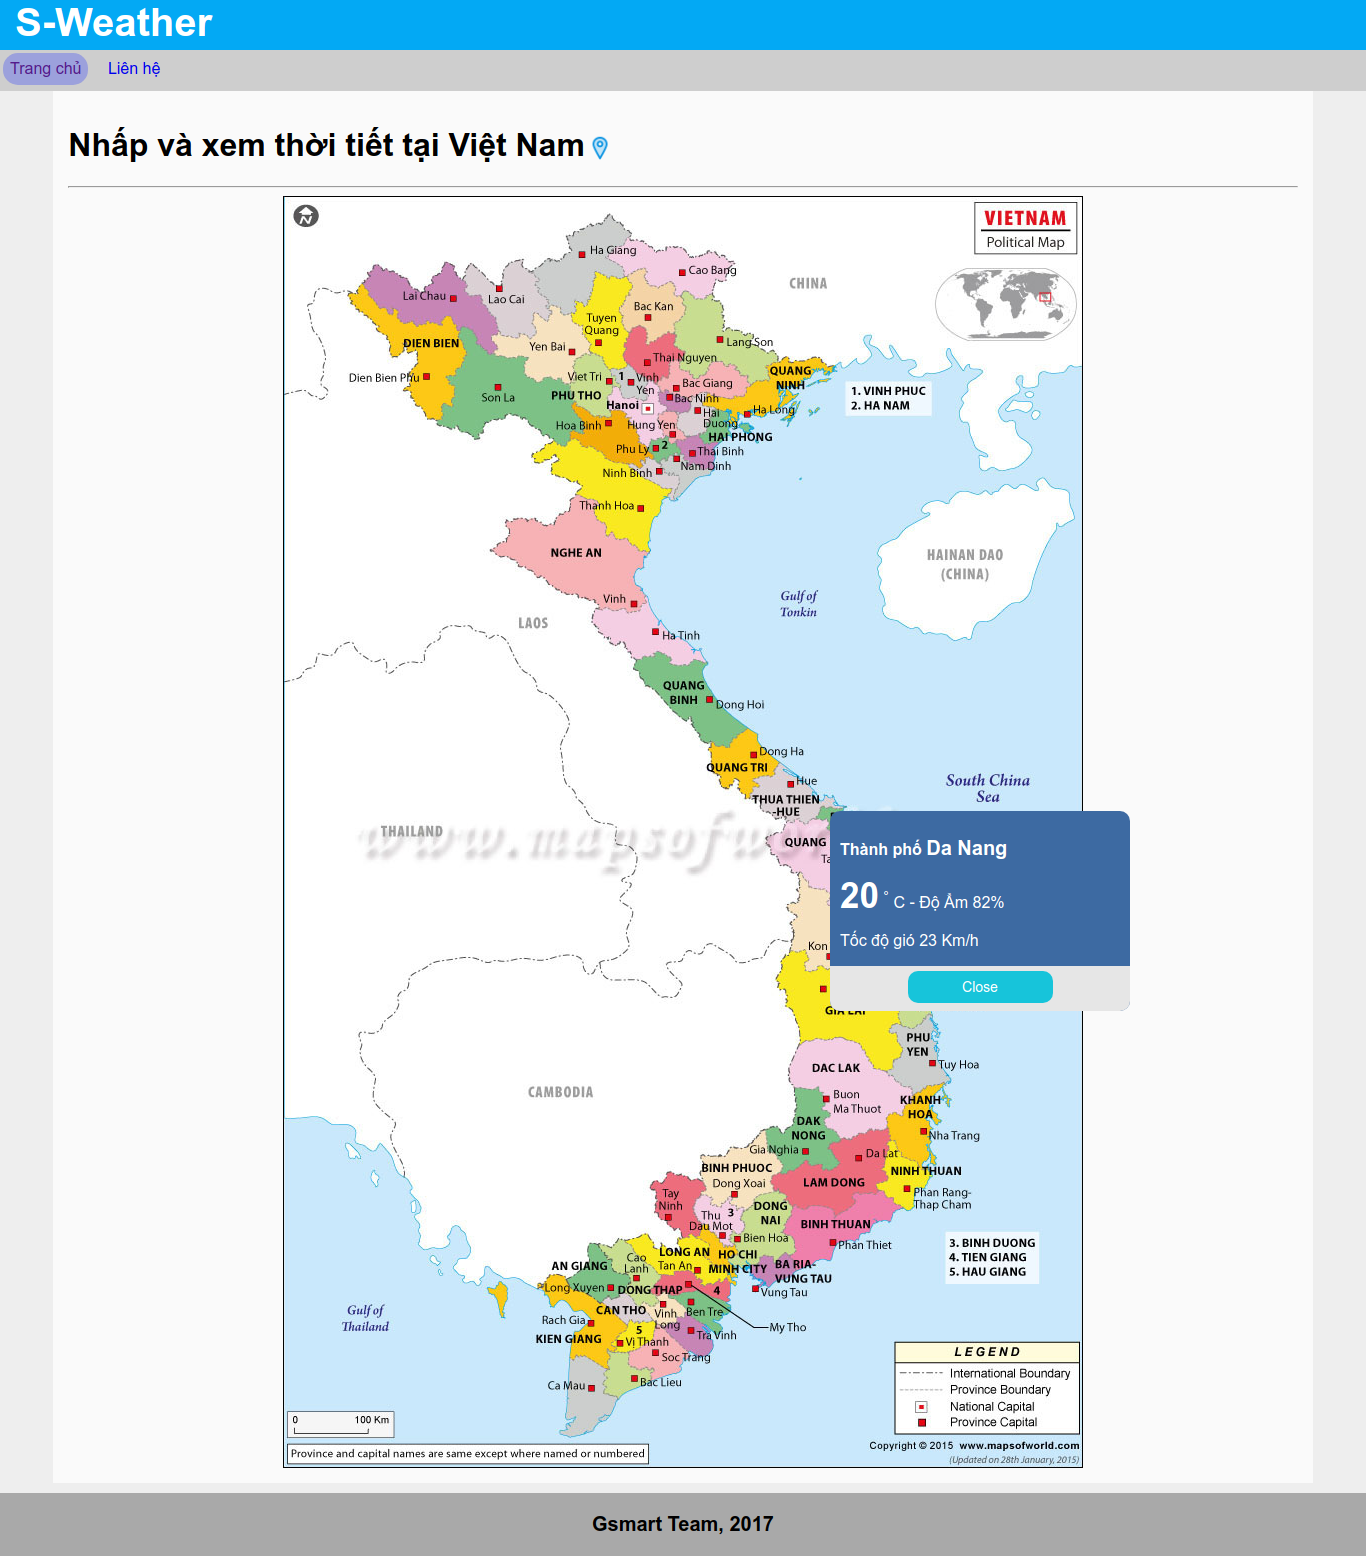 S-Weather
Trang chủ
Liên hệ
Nhấp và xem thời tiết tại Việt Nam
VIETNAM
Political Map
Ha Giang
Cao Bang
CHINA
Lai Chau
Lao Cai
Bac Kan
Tuyen
Quang
ĐIEN BIEN
Yen Bai
Lang Son
Thai Nguyen
QUANG
NINH
Dien Bien Phu
Viet Tri
1
Vinh
Yen
Bac Giang
1. VINH PHUC
2. HA NAM
Son La
PHU THO
Hanoi
Bac Ninh
Ha Long
Hai
Duong
Hoa Binh
Hung Yen
HAI PHONG
Phu Ly
2
Thai Binh
Nam Dinh
Ninh Binh
Thanh Hoa
NGHE AN
HAINAN DAO
(CHINA)
Vinh
Gulf of
Tonkin
LAOS
Ha Tinh
QUANG
BINH
Dong Hoi
Dong Ha
QUANG TRI
Hue
South China
Sea
THUA THIEN
-HUE
THAILAND
www.mapsofwor
QUANG
Ta
Thành phố Da Nang
20 ° C - Độ Ẩm 82%
Tốc độ gió 23 Km/h
Close
Kon
GIA LAI
PHU
YEN
Tuy Hoa
DAC LAK
CAMBODIA
Buon
Ma Thuot
KHANH
HOA
DAK
NONG
Nha Trang
Gia Nghia
Da Lat
BINH PHUOC
NINH THUAN
Dong Xoai
LAM DONG
Phan Rang-
Thap Cham
Tay
Ninh
Thu
Dau Mot
3
DONG
NAI
BINH THUAN
Bien Hoa
Phan Thiet
3. BINH DUONG
4. TIEN GIANG
5. HAU GIANG
LONG AN
Tan An
HO CHI
MINH CITY
BA RIA-
VUNG TAU
AN GIANG
Cao
Lanh
Vung Tau
Long Xuyen
DONG THAP
4
CAN THO
Vinh
Long
Ben Tre
Gulf of
Thailand
Rach Gia
My Tho
KIEN GIANG
5
Vị Thanh
Tra Vinh
Soc Trang
Ca Mau
Bac Lieu
LEGEND
International Boundary
Province Boundary
National Capital
Province Capital
0 100 Km
Province and capital names are same except where named or numbered
Copyright © 2015 www.mapsofworld.com
(Updated on 28th January, 2015)
Gsmart Team, 2017